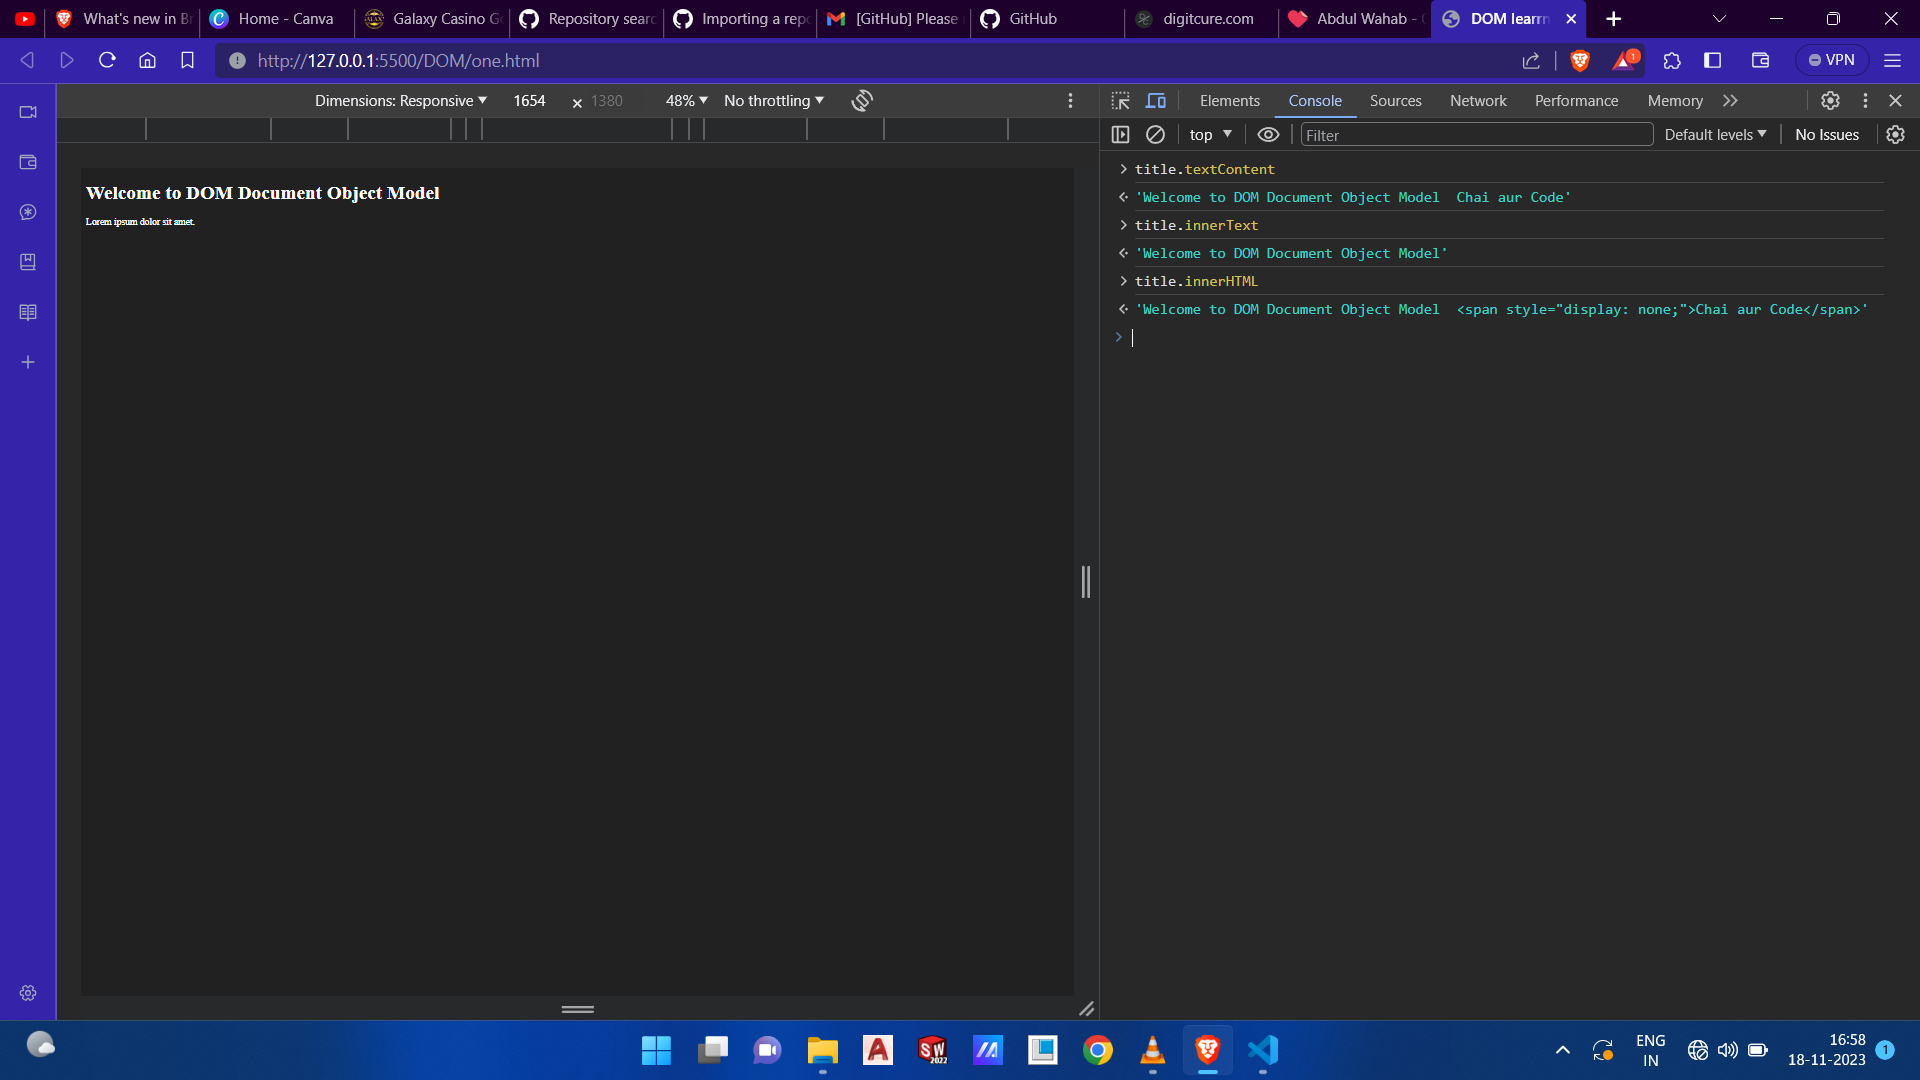 What's new in Br
Home - Canva
Galaxy Casino G
Repository searc
Importing a repo
[GitHub] Please
GitHub
digitcure.com
Abdul Wahab -
DOM learn
http://127.0.0.1:5500/DOM/one.html
1
VPN
Dimensions: Responsive
1654 × 1380
48%
No throttling
Elements
Console
Sources
Network
Performance
Memory
top
Filter
Default levels
No Issues
Welcome to DOM Document Object Model
Lorem ipsum dolor sit amet.
title.textContent
'Welcome to DOM Document Object Model  Chai aur Code'
title.innerText
'Welcome to DOM Document Object Model'
title.innerHTML
'Welcome to DOM Document Object Model  <span style="display: none;">Chai aur Code</span>'
SW
2022
ENG
IN
16:58
18-11-2023
1